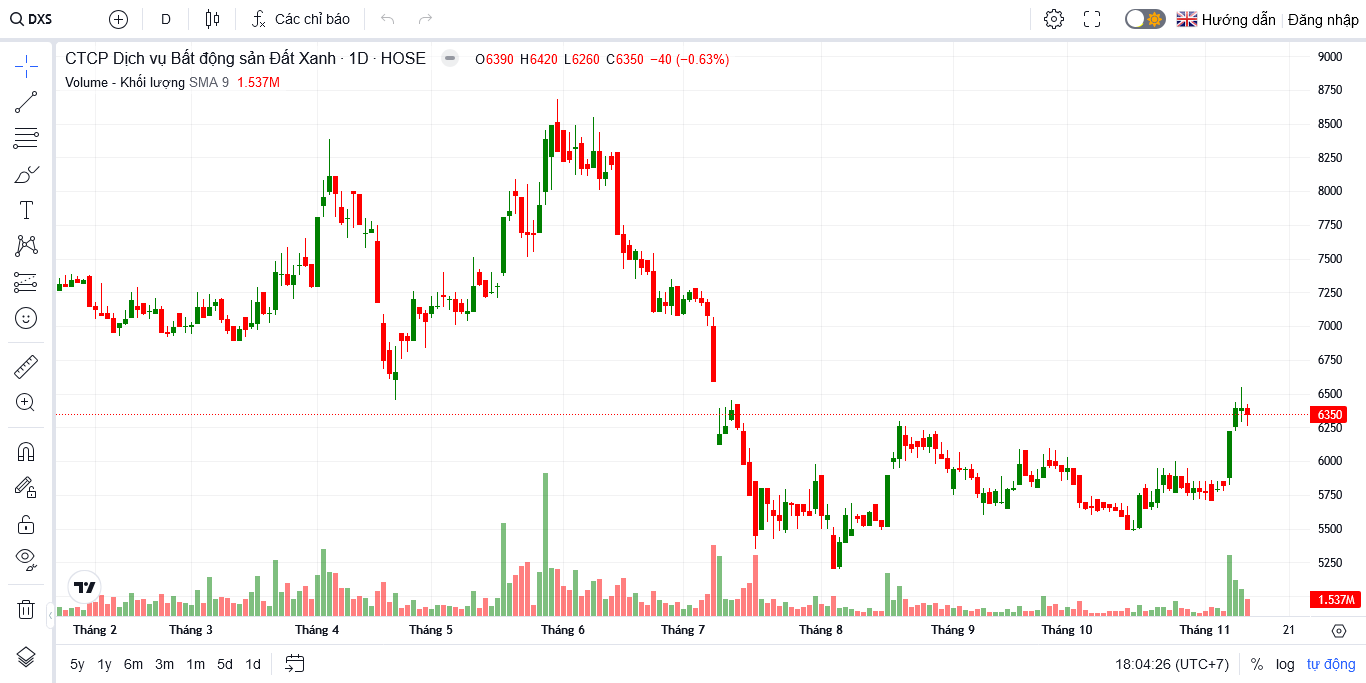 DXS D Các chỉ báo Hướng dẫn Đăng nhập
CTCP Dịch vụ Bất động sản Đất Xanh · 1D · HOSE O6390 H6420 L6260 C6350 −40 (−0.63%)
Volume - Khối lượng SMA 9 1.537M
9000
8750
8500
8250
8000
7750
7500
7250
7000
6750
6500
6350
6250
6000
5750
5500
5250
1.537M
Tháng 2 Tháng 3 Tháng 4 Tháng 5 Tháng 6 Tháng 7 Tháng 8 Tháng 9 Tháng 10 Tháng 11 21
5y 1y 6m 3m 1m 5d 1d 18:04:26 (UTC+7) % log tự động